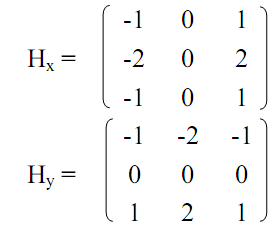 -1 0 1
Hx = -2 0 2
-1 0 1
-1 -2 -1
Hy = 0 0 0
1 2 1